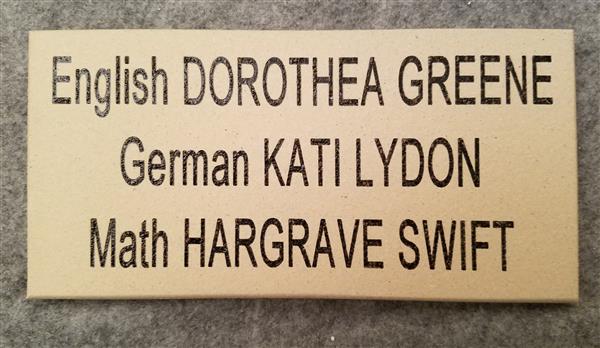 English DOROTHEA GREENE
German KATI LYDON
Math HARGRAVE SWIFT